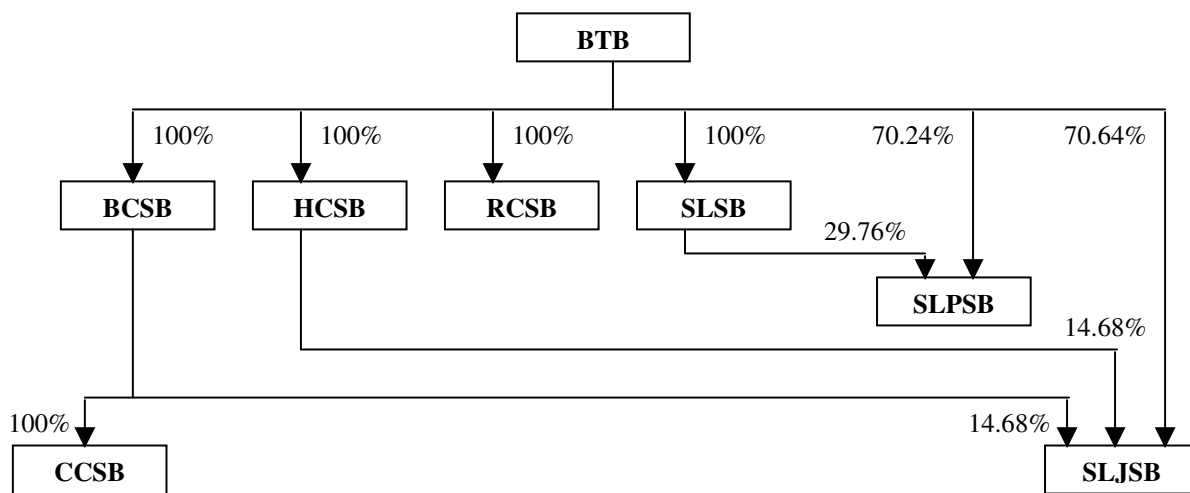 BTB
100%
100%
100%
100%
70.24%
70.64%
BCSB
HCSB
RCSB
SLSB
29.76%
SLPSB
14.68%
100%
14.68%
CCSB
SLJSB